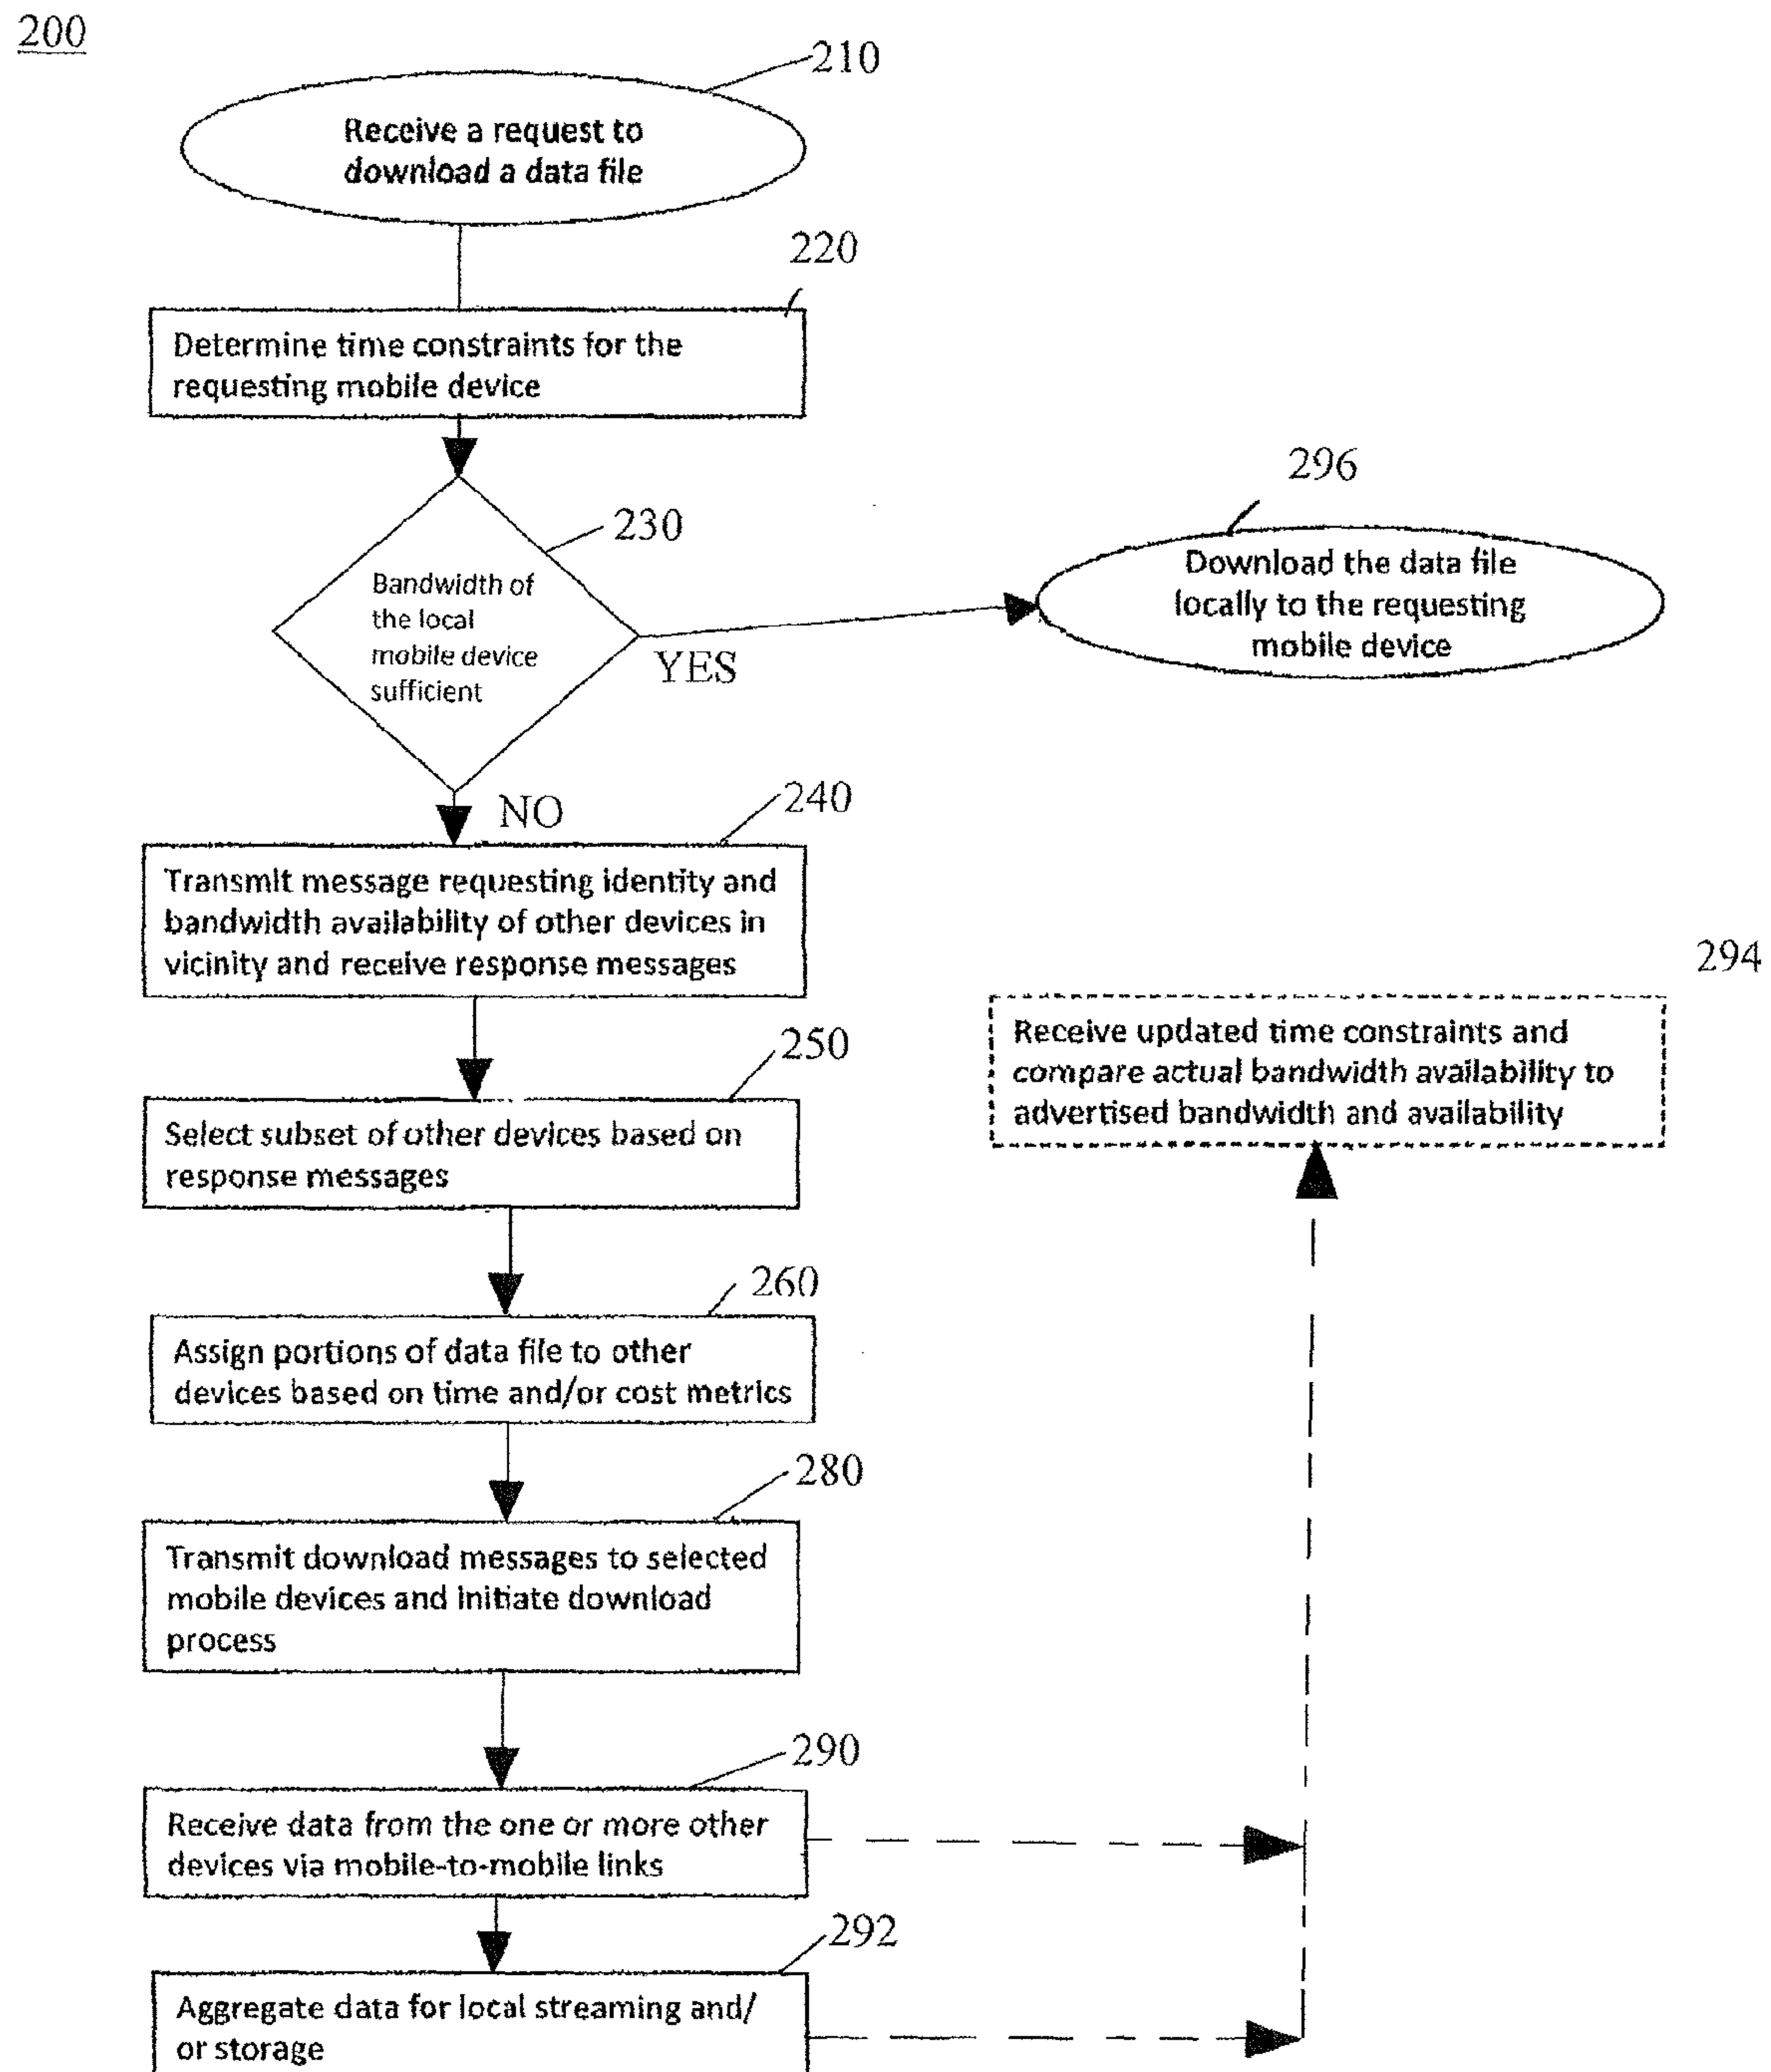 200
210
Receive a request to
download a data file
220
Determine time constraints for the
requesting mobile device
230
Bandwidth of
the local
mobile device
sufficient
YES
296
Download the data file
locally to the requesting
mobile device
NO
240
Transmit message requesting identity and
bandwidth availability of other devices in
vicinity and receive response messages
294
Receive updated time constraints and
compare actual bandwidth availability to
advertised bandwidth and availability
250
Select subset of other devices based on
response messages
260
Assign portions of data file to other
devices based on time and/or cost metrics
280
Transmit download messages to selected
mobile devices and initiate download
process
290
Receive data from the one or more other
devices via mobile-to-mobile links
292
Aggregate data for local streaming and/
or storage